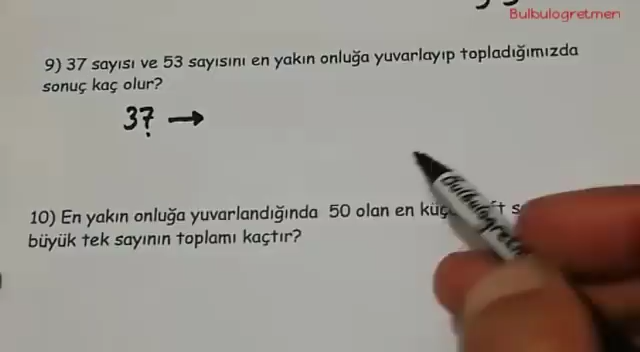 Bulbulogretmen
9) 37 sayısı ve 53 sayısını en yakın onluğa yuvarlayıp topladığımızda
sonuç kaç olur?
37 →
10) En yakın onluğa yuvarlandığında 50 olan en
büyük tek sayının toplamı kaçtır?
Bulbulogretmen